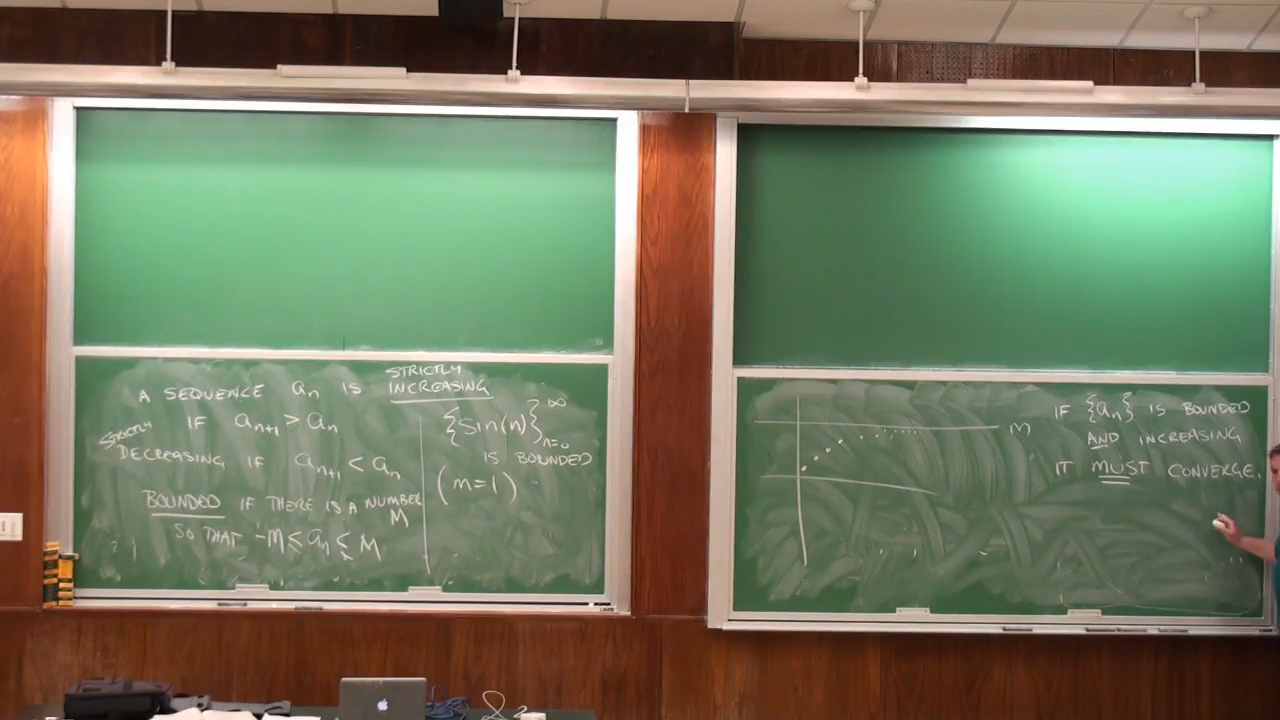 A SEQUENCE an IS STRICTLY INCREASING
IF an+1 > an
STRICTLY DECREASING IF an+1 < an
BOUNDED IF THERE IS A NUMBER M
SO THAT -M ≤ an ≤ M
{Sin(n)}∞n=0
IS BOUNDED
(m=1)
M
IF {an} IS BOUNDED
AND INCREASING
IT MUST CONVERGE.